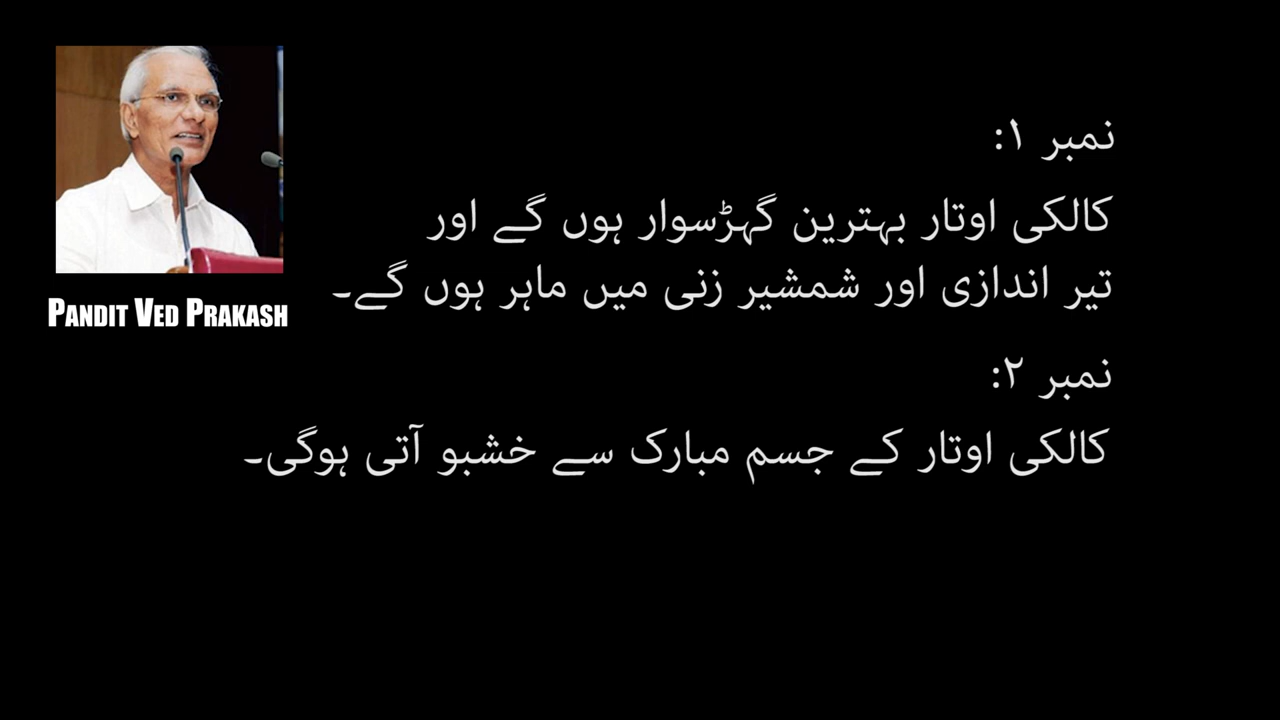 نمبر ۱:
کالکی اوتار بہترین گہڑسوار ہوں گے اور
تیر اندازی اور شمشیر زنی میں ماہر ہوں گے۔
PANDIT VED PRAKASH
نمبر ۲:
کالکی اوتار کے جسم مبارک سے خشبو آتی ہوگی۔